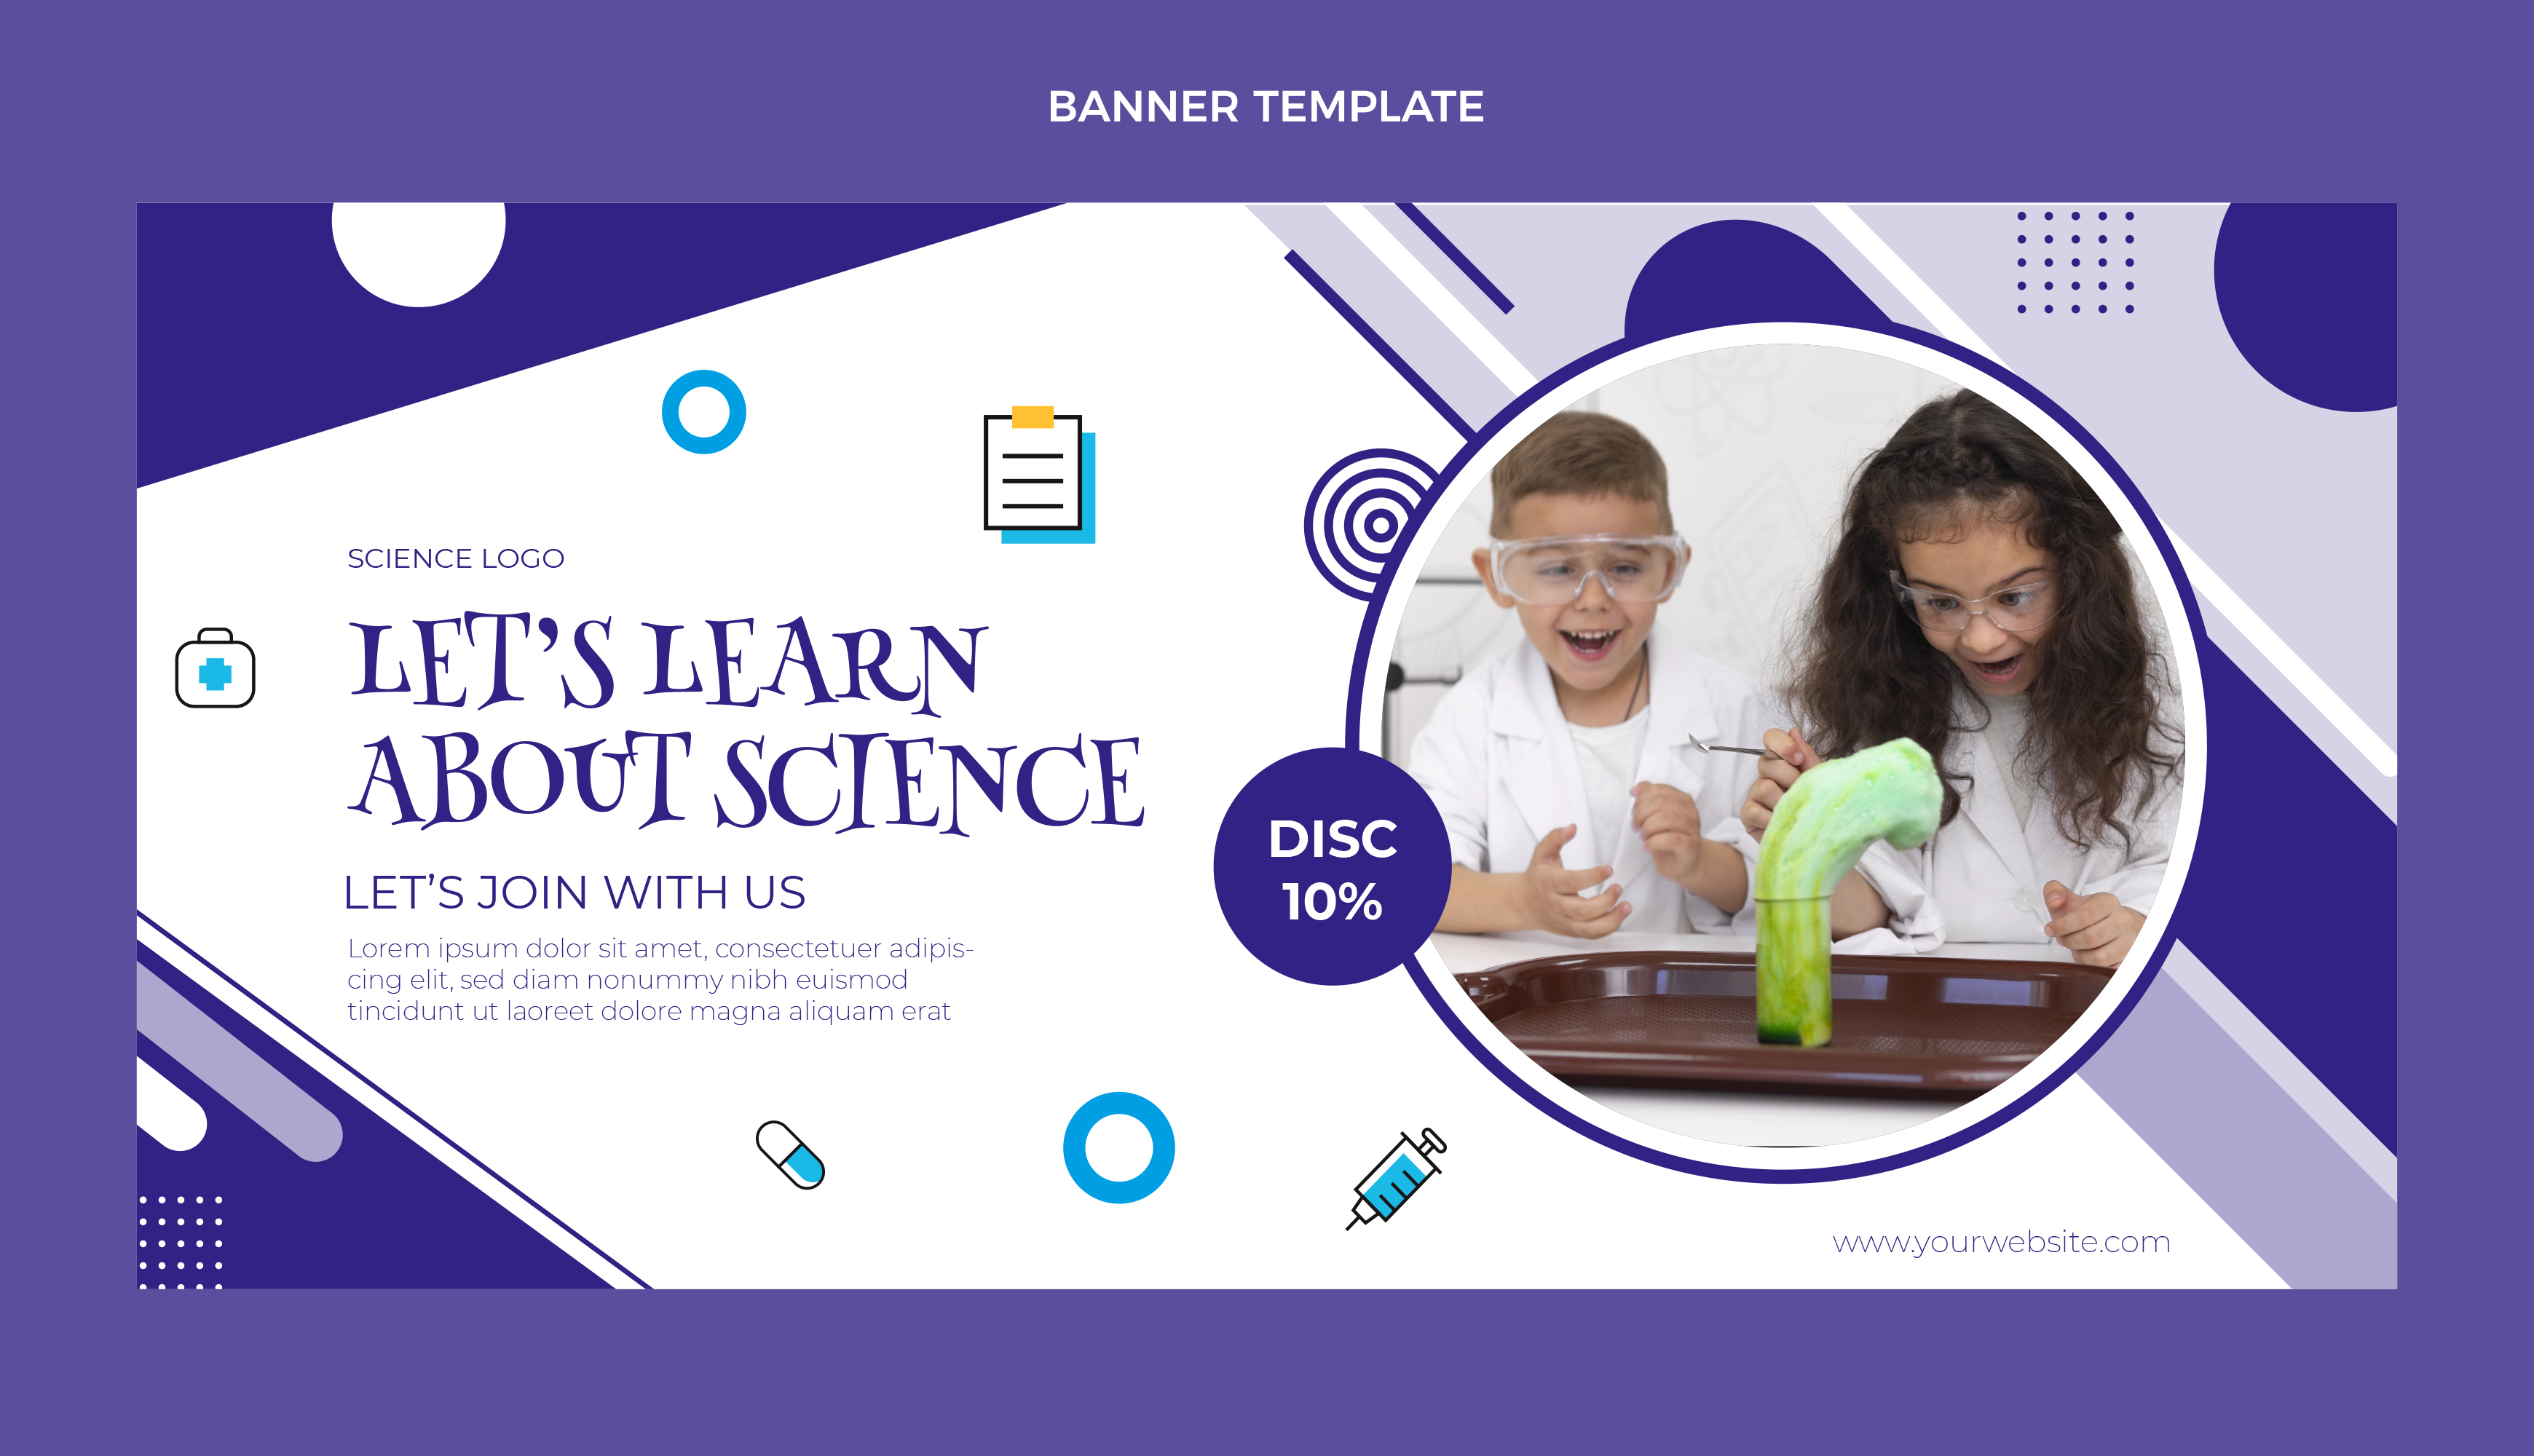 BANNER TEMPLATE
SCIENCE LOGO
LET’S LEARN
ABOUT SCIENCE
LET’S JOIN WITH US
Lorem ipsum dolor sit amet, consectetuer adipis-
cing elit, sed diam nonummy nibh euismod
tincidunt ut laoreet dolore magna aliquam erat
DISC
10%
www.yourwebsite.com